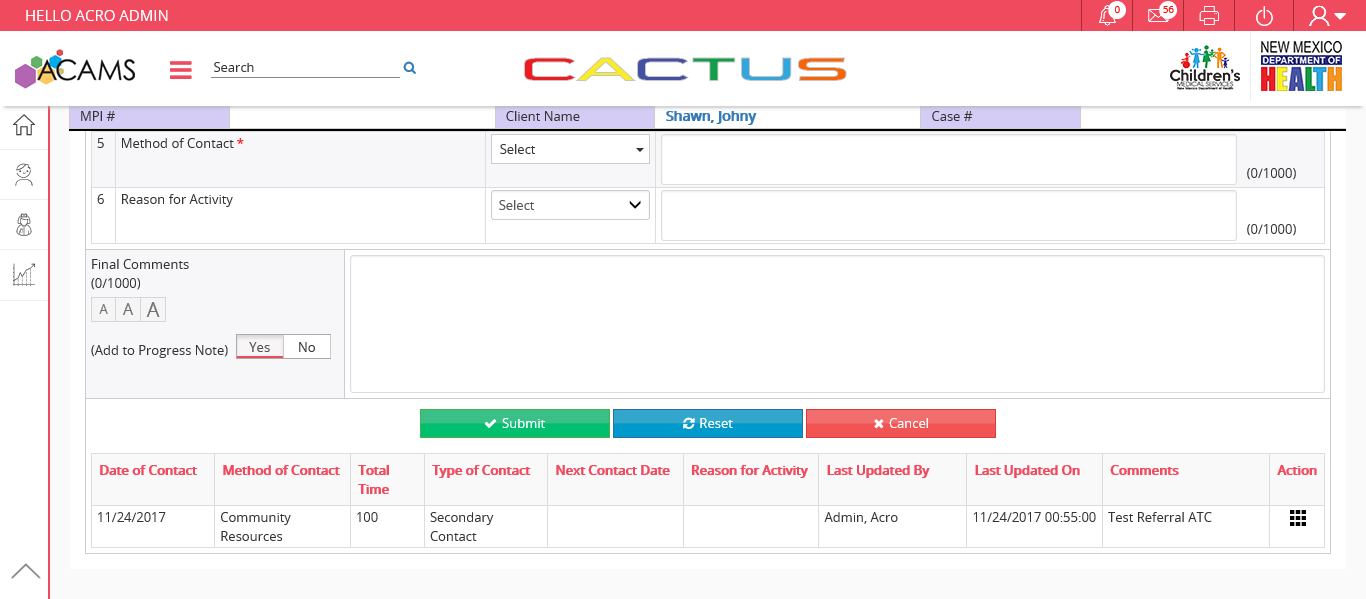 HELLO ACRO ADMIN
0
56
ACAMS
Search
CACTUS
Children's
MEDICAL SERVICES
New Mexico Department of Health
NEW MEXICO
DEPARTMENT OF
HEALTH
MPI #
Client Name
Shawn, Johny
Case #
5 Method of Contact * Select
(0/1000)
6 Reason for Activity Select
(0/1000)
Final Comments
(0/1000)
A A A
(Add to Progress Note) Yes No
Submit Reset Cancel
Date of Contact Method of Contact Total Time Type of Contact Next Contact Date Reason for Activity Last Updated By Last Updated On Comments Action
11/24/2017 Community Resources 100 Secondary Contact Admin, Acro 11/24/2017 00:55:00 Test Referral ATC